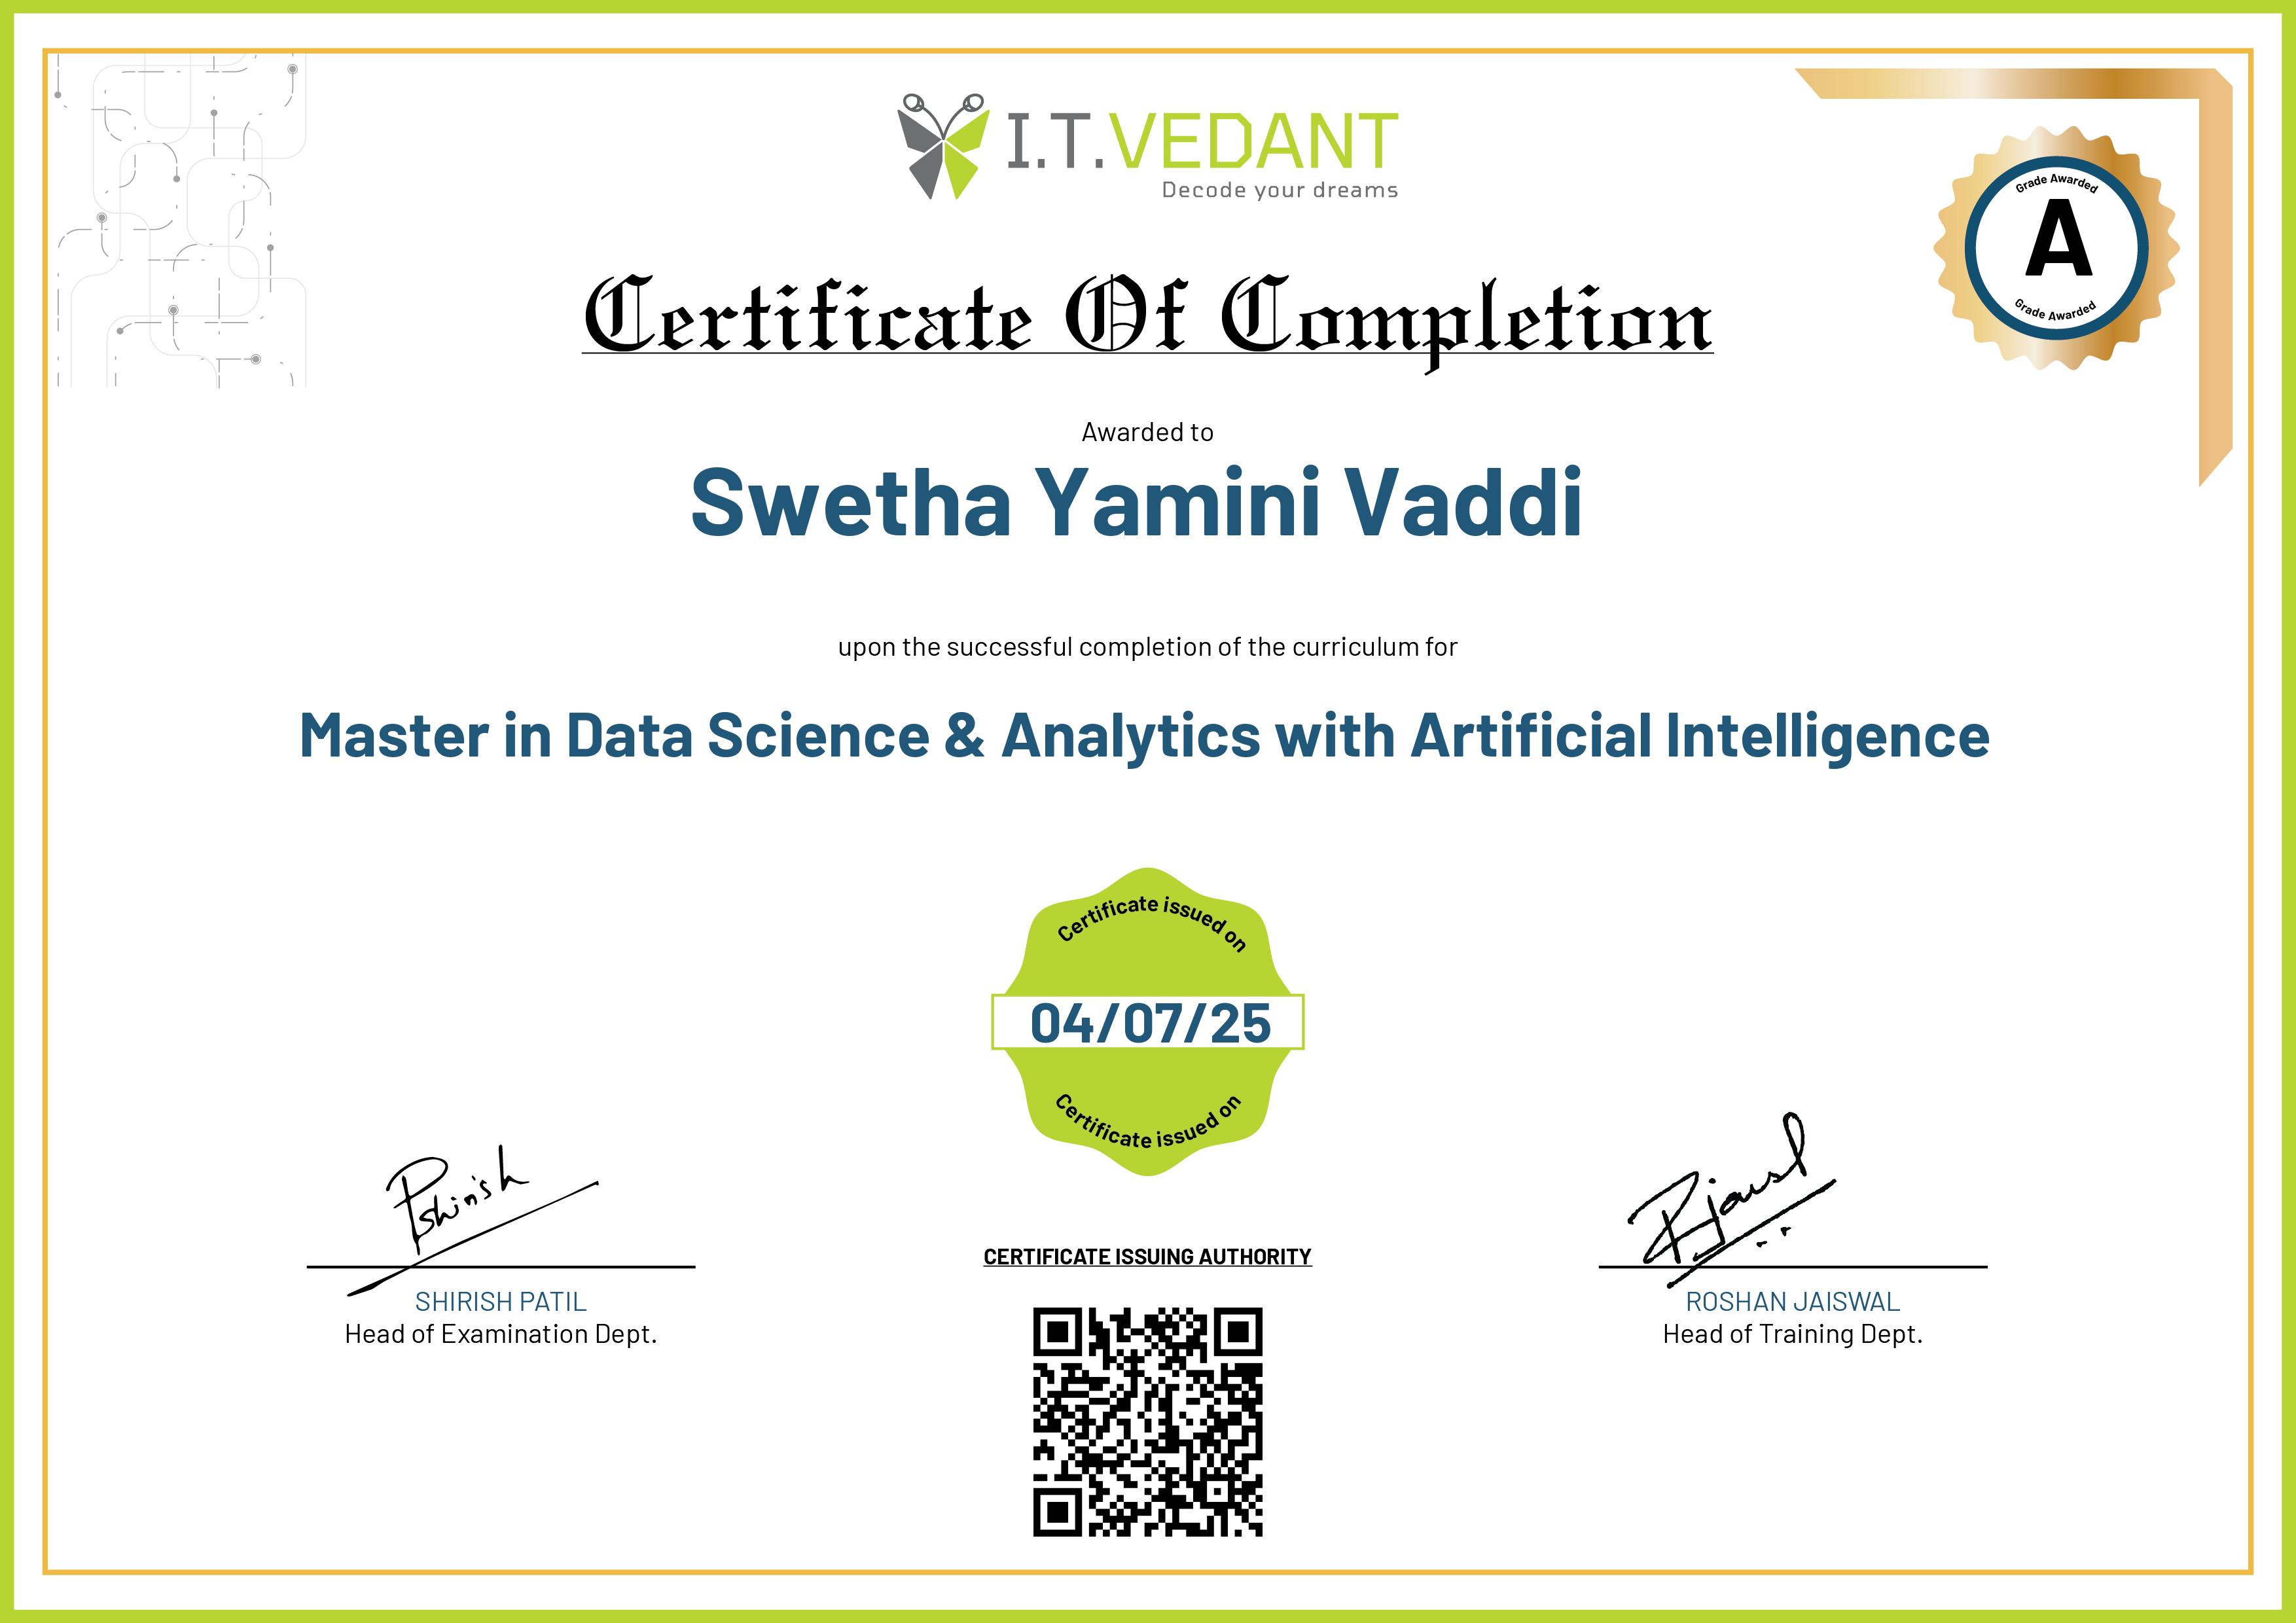 I.T.VEDANT
Decode your dreams
Grade Awarded
A
Grade Awarded
Certificate Of Completion
Awarded to
Swetha Yamini Vaddi
upon the successful completion of the curriculum for
Master in Data Science & Analytics with Artificial Intelligence
Certificate issued on
04/07/25
Certificate issued on
Pshirish
Rjaiswal
CERTIFICATE ISSUING AUTHORITY
SHIRISH PATIL
Head of Examination Dept.
ROSHAN JAISWAL
Head of Training Dept.